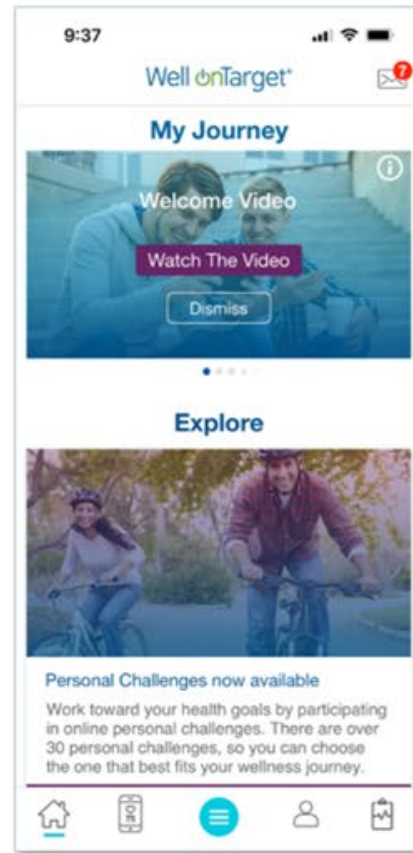 9:37
Well onTarget®
7
My Journey
Welcome Video
Watch The Video
Dismiss
Explore
Personal Challenges now available
Work toward your health goals by participating
in online personal challenges. There are over
30 personal challenges, so you can choose
the one that best fits your wellness journey.